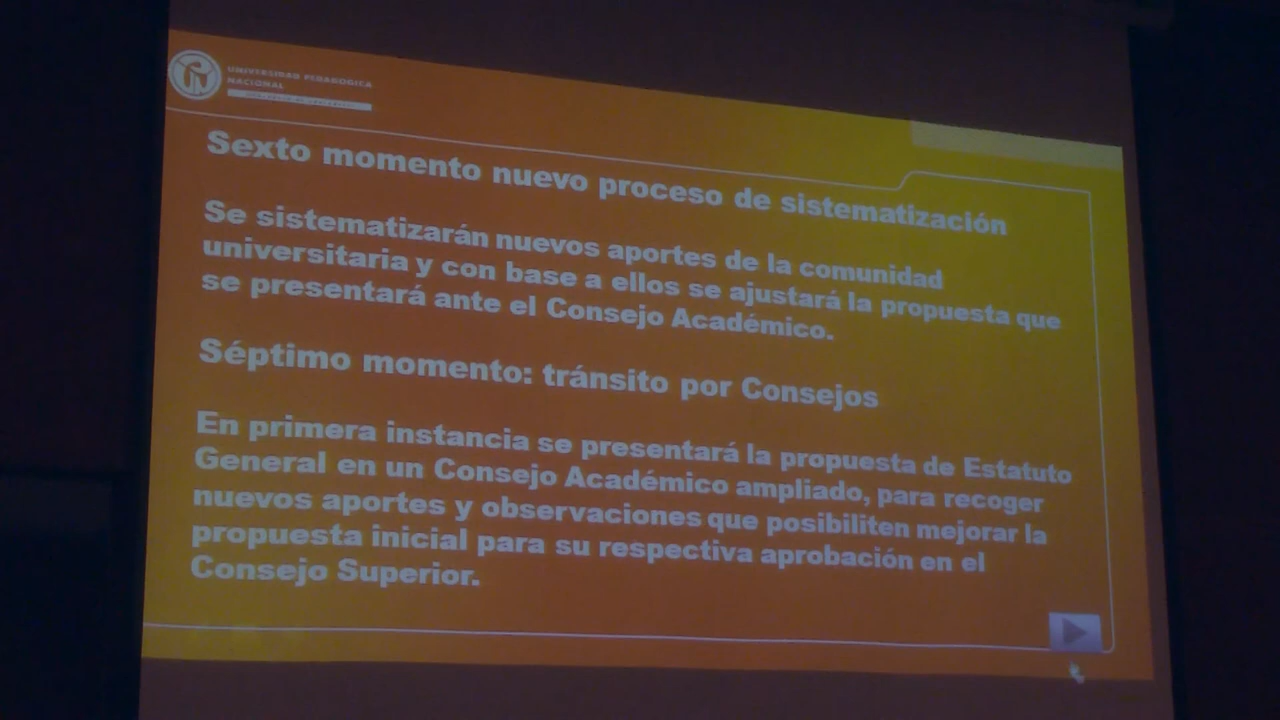 UNIVERSIDAD PEDAGOGICA
NACIONAL
Sexto momento nuevo proceso de sistematización
Se sistematizarán nuevos aportes de la comunidad
universitaria y con base a ellos se ajustará la propuesta que
se presentará ante el Consejo Académico.
Séptimo momento: tránsito por Consejos
En primera instancia se presentará la propuesta de Estatuto
General en un Consejo Académico ampliado, para recoger
nuevos aportes y observaciones que posibiliten mejorar la
propuesta inicial para su respectiva aprobación en el
Consejo Superior.